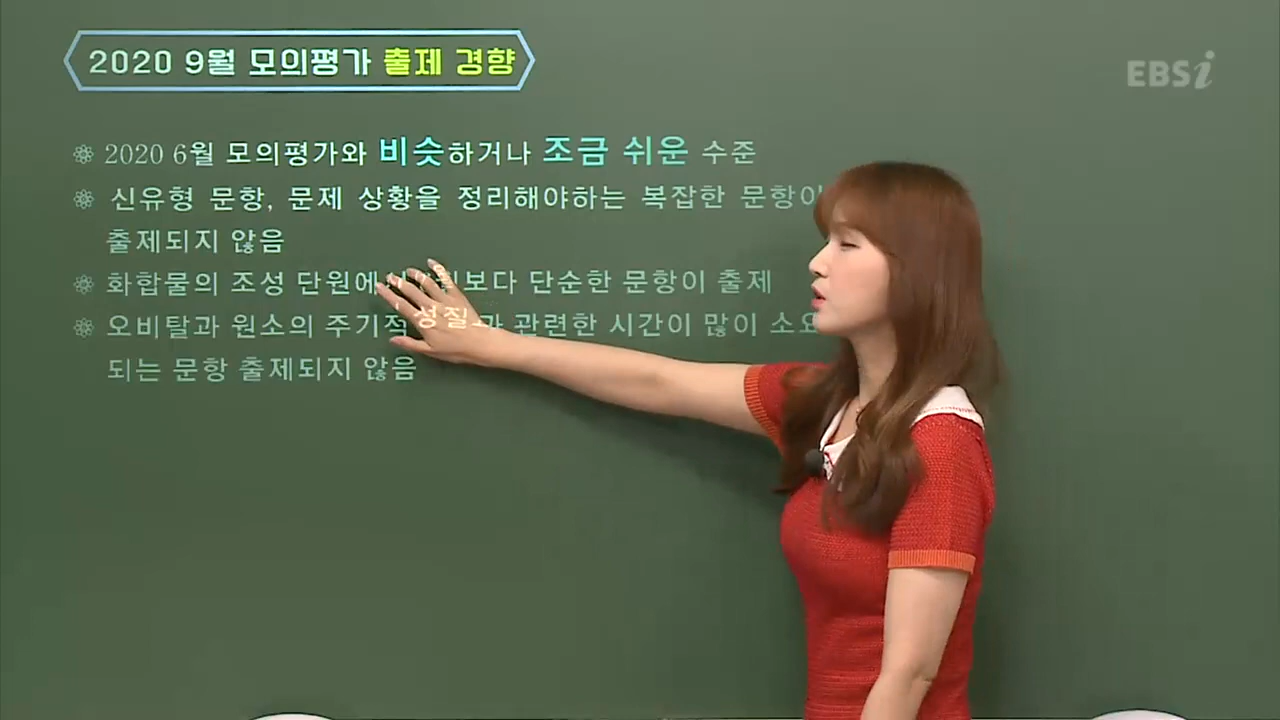 2020 9월 모의평가 출제 경향
EBSi
2020 6월 모의평가와 비슷하거나 조금 쉬운 수준
신유형 문항, 문제 상황을 정리해야하는 복잡한 문항이
출제되지 않음
화합물의 조성 단원에서 보다 단순한 문항이 출제
오비탈과 원소의 주기적 성질과 관련한 시간이 많이 소요
되는 문항 출제되지 않음